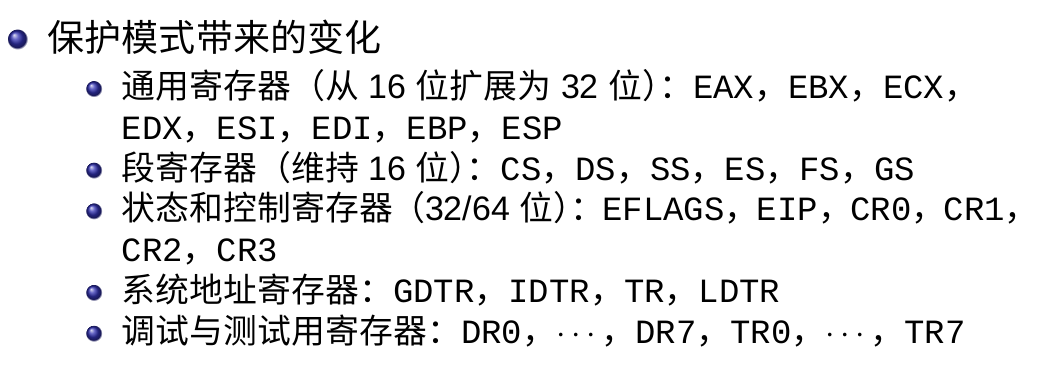 保护模式带来的变化
通用寄存器（从 16 位扩展为 32 位）：EAX，EBX，ECX，
EDX，ESI，EDI，EBP，ESP
段寄存器（维持 16 位）：CS，DS，SS，ES，FS，GS
状态和控制寄存器（32/64 位）：EFLAGS，EIP，CR0，CR1，
CR2，CR3
系统地址寄存器：GDTR，IDTR，TR，LDTR
调试与测试用寄存器：DR0，···，DR7，TR0，···，TR7